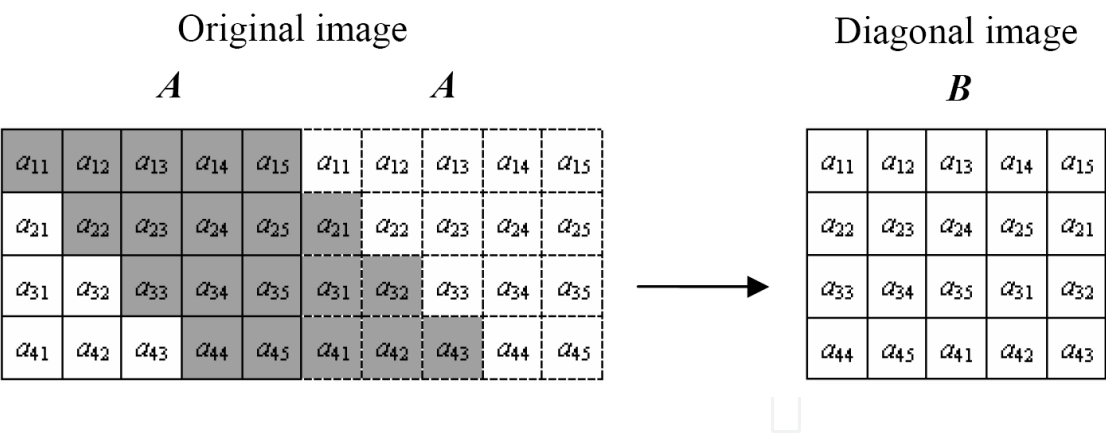 Original image
Diagonal image
A A
B
a11 a12 a13 a14 a15 a11 a12 a13 a14 a15
a21 a22 a23 a24 a25 a21 a22 a23 a24 a25
a31 a32 a33 a34 a35 a31 a32 a33 a34 a35
a41 a42 a43 a44 a45 a41 a42 a43 a44 a45
a11 a12 a13 a14 a15
a22 a23 a24 a25 a21
a33 a34 a35 a31 a32
a44 a45 a41 a42 a43